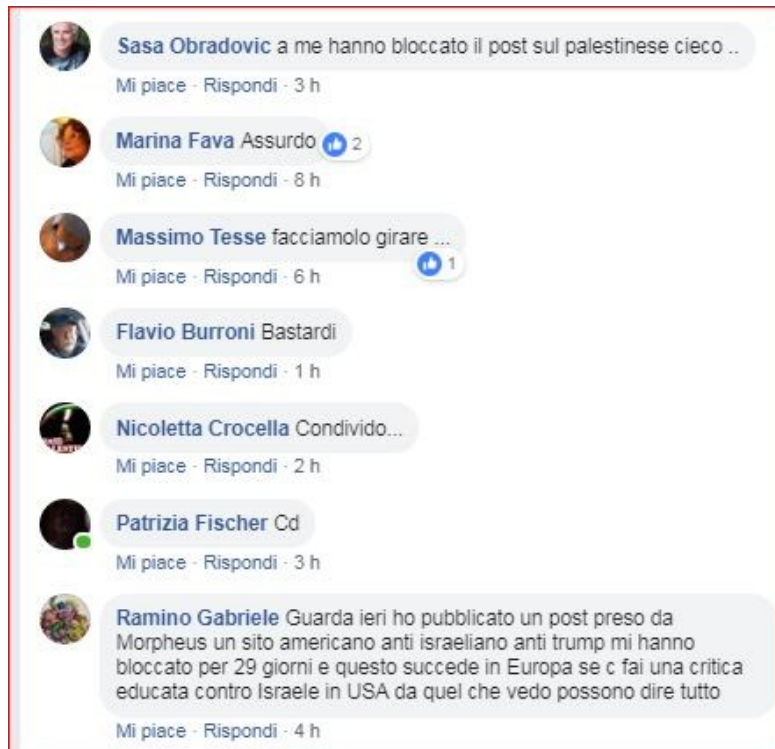 Sasa Obradovic a me hanno bloccato il post sul palestinese cieco ..
Mi piace · Rispondi · 3 h
Marina Fava Assurdo 2
Mi piace · Rispondi · 8 h
Massimo Tesse facciamolo girare ...
1
Mi piace · Rispondi · 6 h
Flavio Burroni Bastardi
Mi piace · Rispondi · 1 h
Nicoletta Crocella Condivido...
Mi piace · Rispondi · 2 h
Patrizia Fischer Cd
Mi piace · Rispondi · 3 h
Ramino Gabriele Guarda ieri ho pubblicato un post preso da
Morpheus un sito americano anti israeliano anti trump mi hanno
bloccato per 29 giorni e questo succede in Europa se c fai una critica
educata contro Israele in USA da quel che vedo possono dire tutto
Mi piace · Rispondi · 4 h